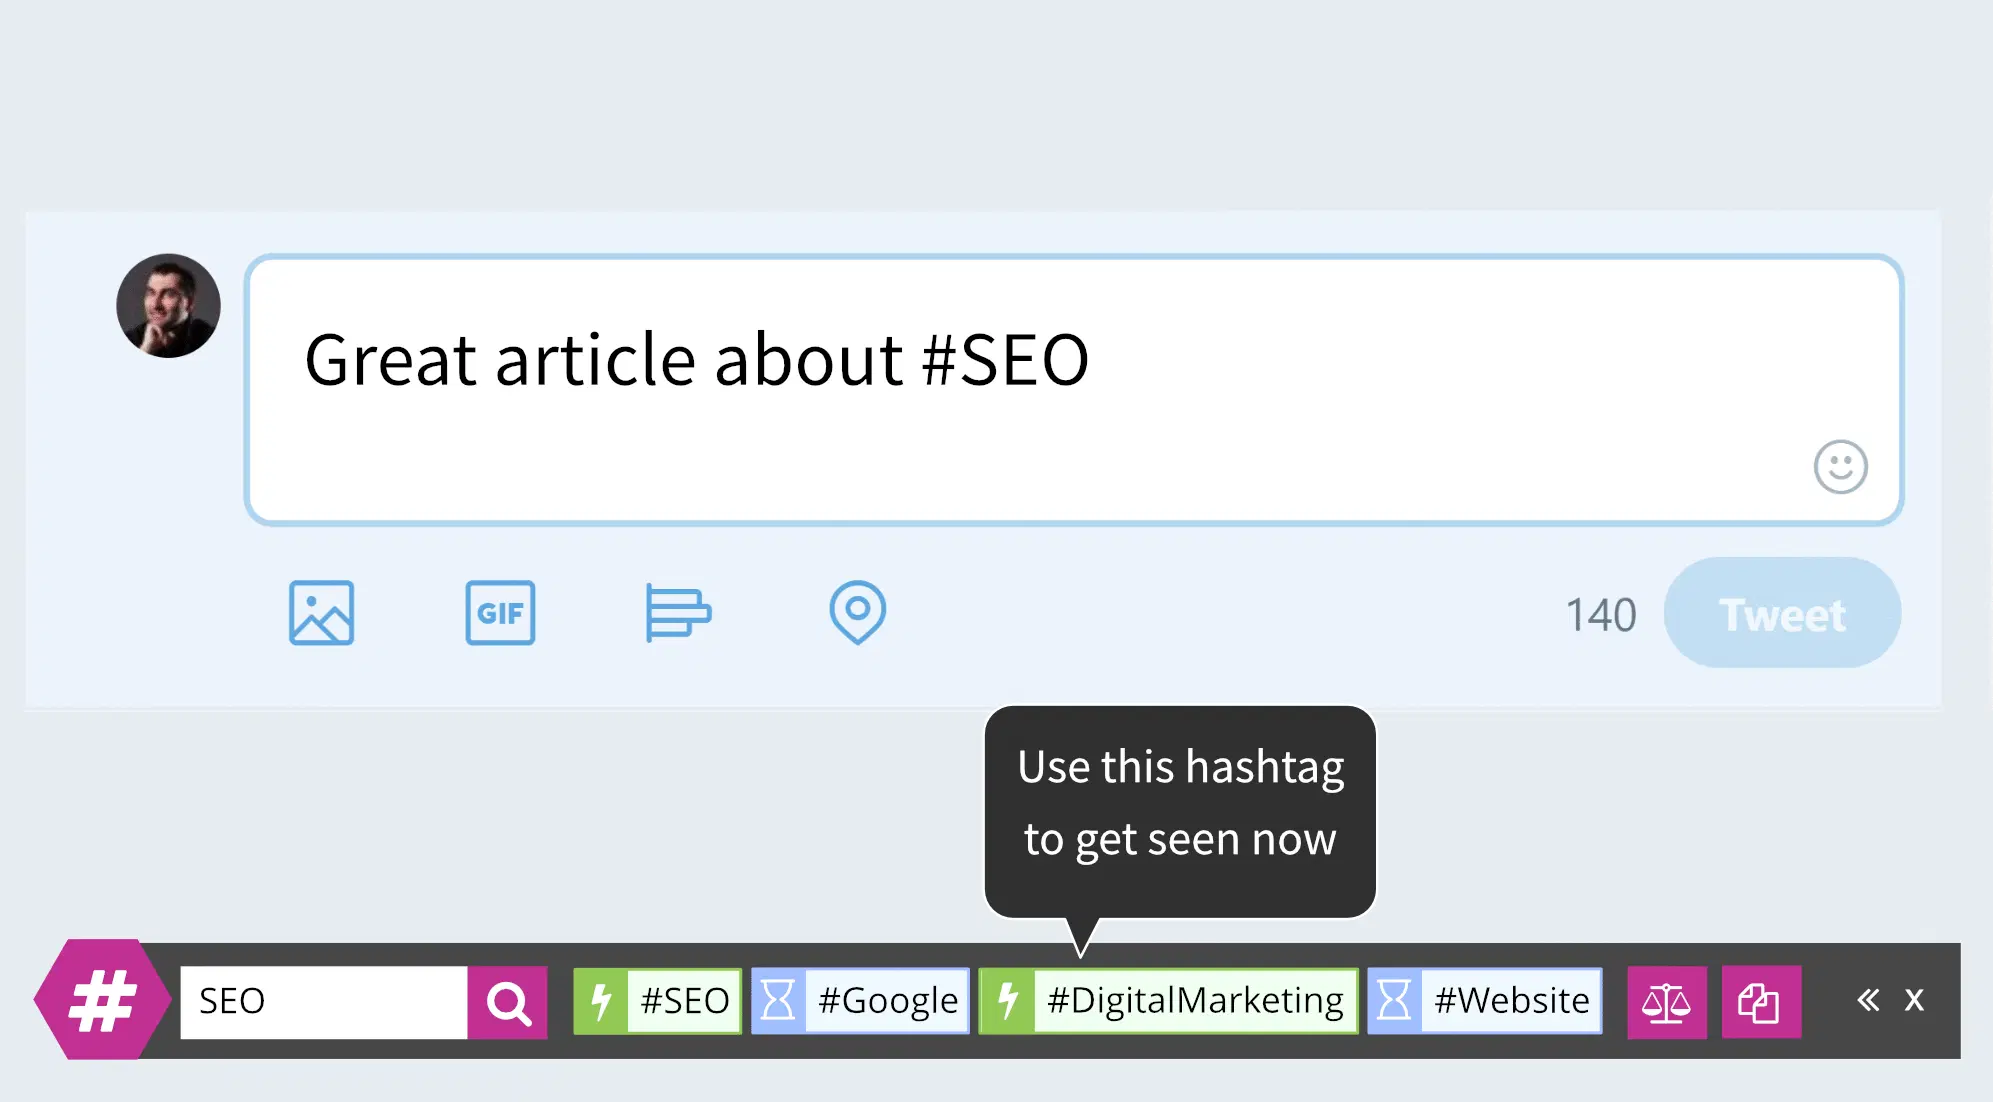 Great article about #SEO
GIF
140
Tweet
Use this hashtag
to get seen now
#
SEO
#SEO
#Google
#DigitalMarketing
#Website
« x